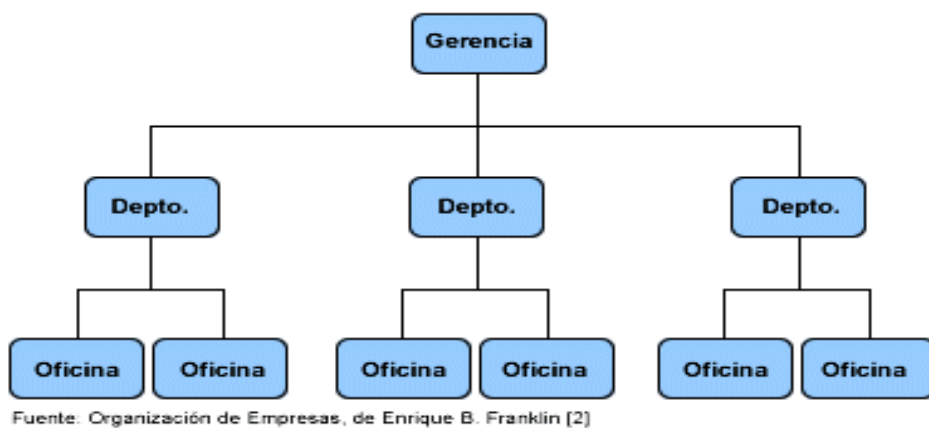 Gerencia
Depto. Depto. Depto.
Oficina Oficina Oficina Oficina Oficina Oficina
Fuente: Organización de Empresas, de Enrique B. Franklin [2]